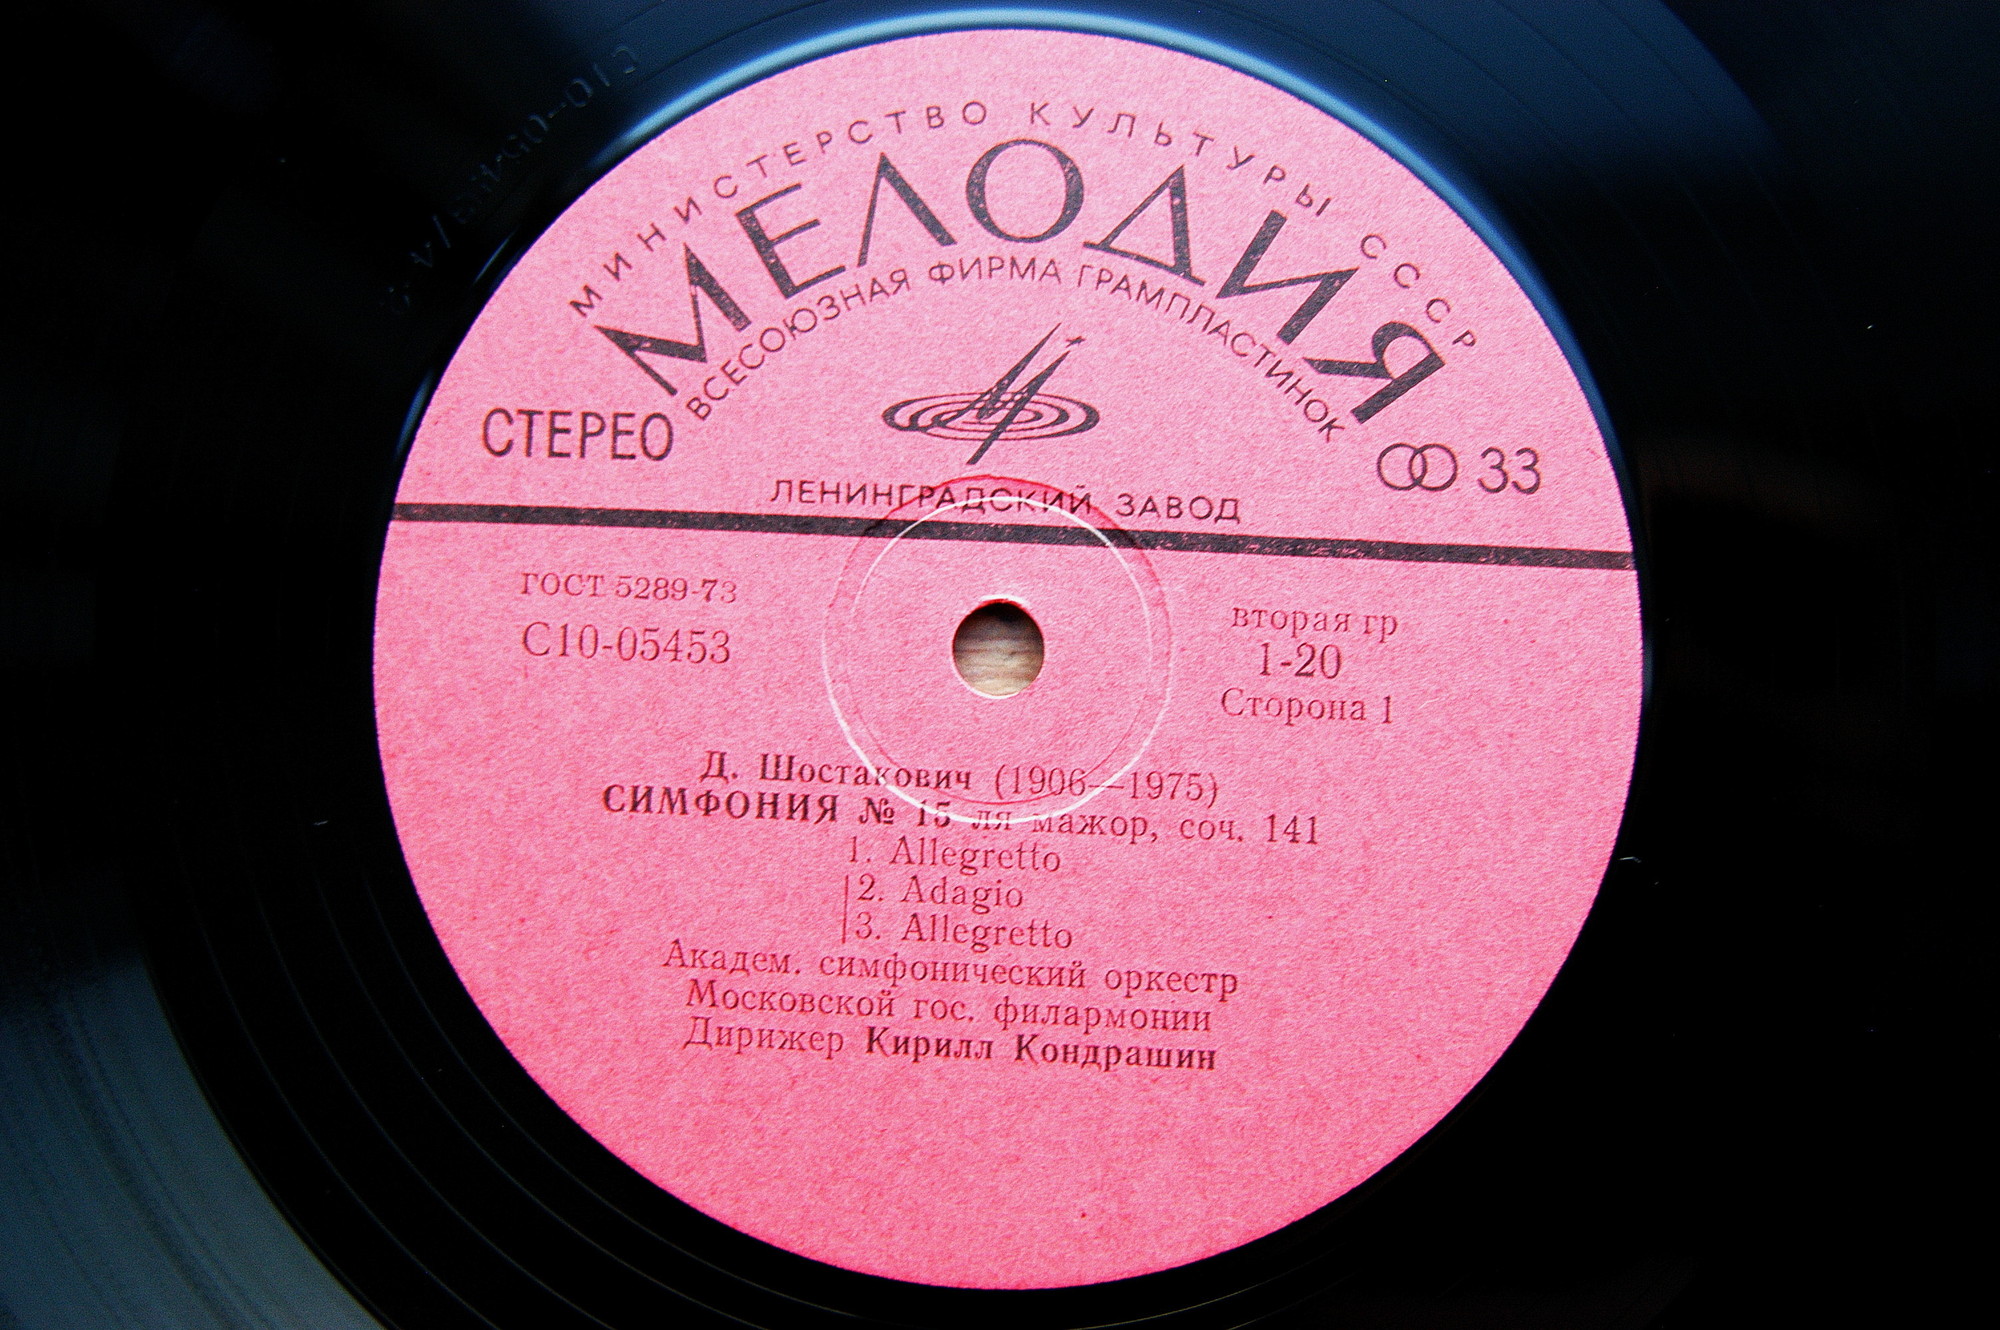 МИНИСТЕРСТВО КУЛЬТУРЫ СССР
МЕЛОДИЯ
ВСЕСОЮЗНАЯ ФИРМА ГРАМПЛАСТИНОК
СТЕРЕО
33
ЛЕНИНГРАДСКИЙ ЗАВОД
ГОСТ 5289-73
С10-05453
вторая гр
1-20
Сторона 1
Д. Шостакович (1906—1975)
СИМФОНИЯ № 15 ля мажор, соч. 141
1. Allegretto
2. Adagio
3. Allegretto
Академ. симфонический оркестр
Московской гос. филармонии
Дирижер Кирилл Кондрашин